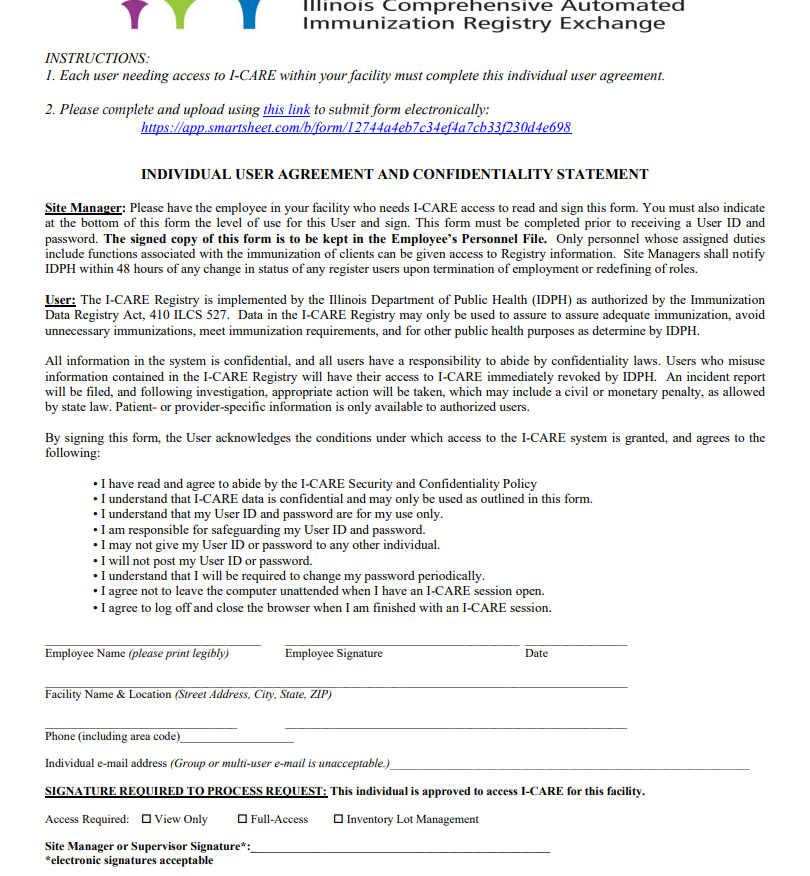 Illinois Comprehensive Automated
Immunization Registry Exchange
INSTRUCTIONS:
1. Each user needing access to I-CARE within your facility must complete this individual user agreement.
2. Please complete and upload using this link to submit form electronically:
https://app.smartsheet.com/b/form/12744a4eb7c34ef4a7cb33f230d4e698
INDIVIDUAL USER AGREEMENT AND CONFIDENTIALITY STATEMENT
Site Manager: Please have the employee in your facility who needs I-CARE access to read and sign this form. You must also indicate
at the bottom of this form the level of use for this User and sign. This form must be completed prior to receiving a User ID and
password. The signed copy of this form is to be kept in the Employee's Personnel File. Only personnel whose assigned duties
include functions associated with the immunization of clients can be given access to Registry information. Site Managers shall notify
IDPH within 48 hours of any change in status of any register users upon termination of employment or redefining of roles.
User: The I-CARE Registry is implemented by the Illinois Department of Public Health (IDPH) as authorized by the Immunization
Data Registry Act, 410 ILCS 527. Data in the I-CARE Registry may only be used to assure to assure adequate immunization, avoid
unnecessary immunizations, meet immunization requirements, and for other public health purposes as determine by IDPH.
All information in the system is confidential, and all users have a responsibility to abide by confidentiality laws. Users who misuse
information contained in the I-CARE Registry will have their access to I-CARE immediately revoked by IDPH. An incident report
will be filed, and following investigation, appropriate action will be taken, which may include a civil or monetary penalty, as allowed
by state law. Patient- or provider-specific information is only available to authorized users.
By signing this form, the User acknowledges the conditions under which access to the I-CARE system is granted, and agrees to the
following:
• I have read and agree to abide by the I-CARE Security and Confidentiality Policy
• I understand that I-CARE data is confidential and may only be used as outlined in this form.
• I understand that my User ID and password are for my use only.
• I am responsible for safeguarding my User ID and password.
• I may not give my User ID or password to any other individual.
• I will not post my User ID or password.
• I understand that I will be required to change my password periodically.
• I agree not to leave the computer unattended when I have an I-CARE session open.
• I agree to log off and close the browser when I am finished with an I-CARE session.
Employee Name (please print legibly) Employee Signature Date
Facility Name & Location (Street Address, City, State, ZIP)
Phone (including area code)
Individual e-mail address (Group or multi-user e-mail is unacceptable.)
SIGNATURE REQUIRED TO PROCESS REQUEST: This individual is approved to access I-CARE for this facility.
Access Required: ☐ View Only ☐ Full-Access ☐ Inventory Lot Management
Site Manager or Supervisor Signature*:
*electronic signatures acceptable